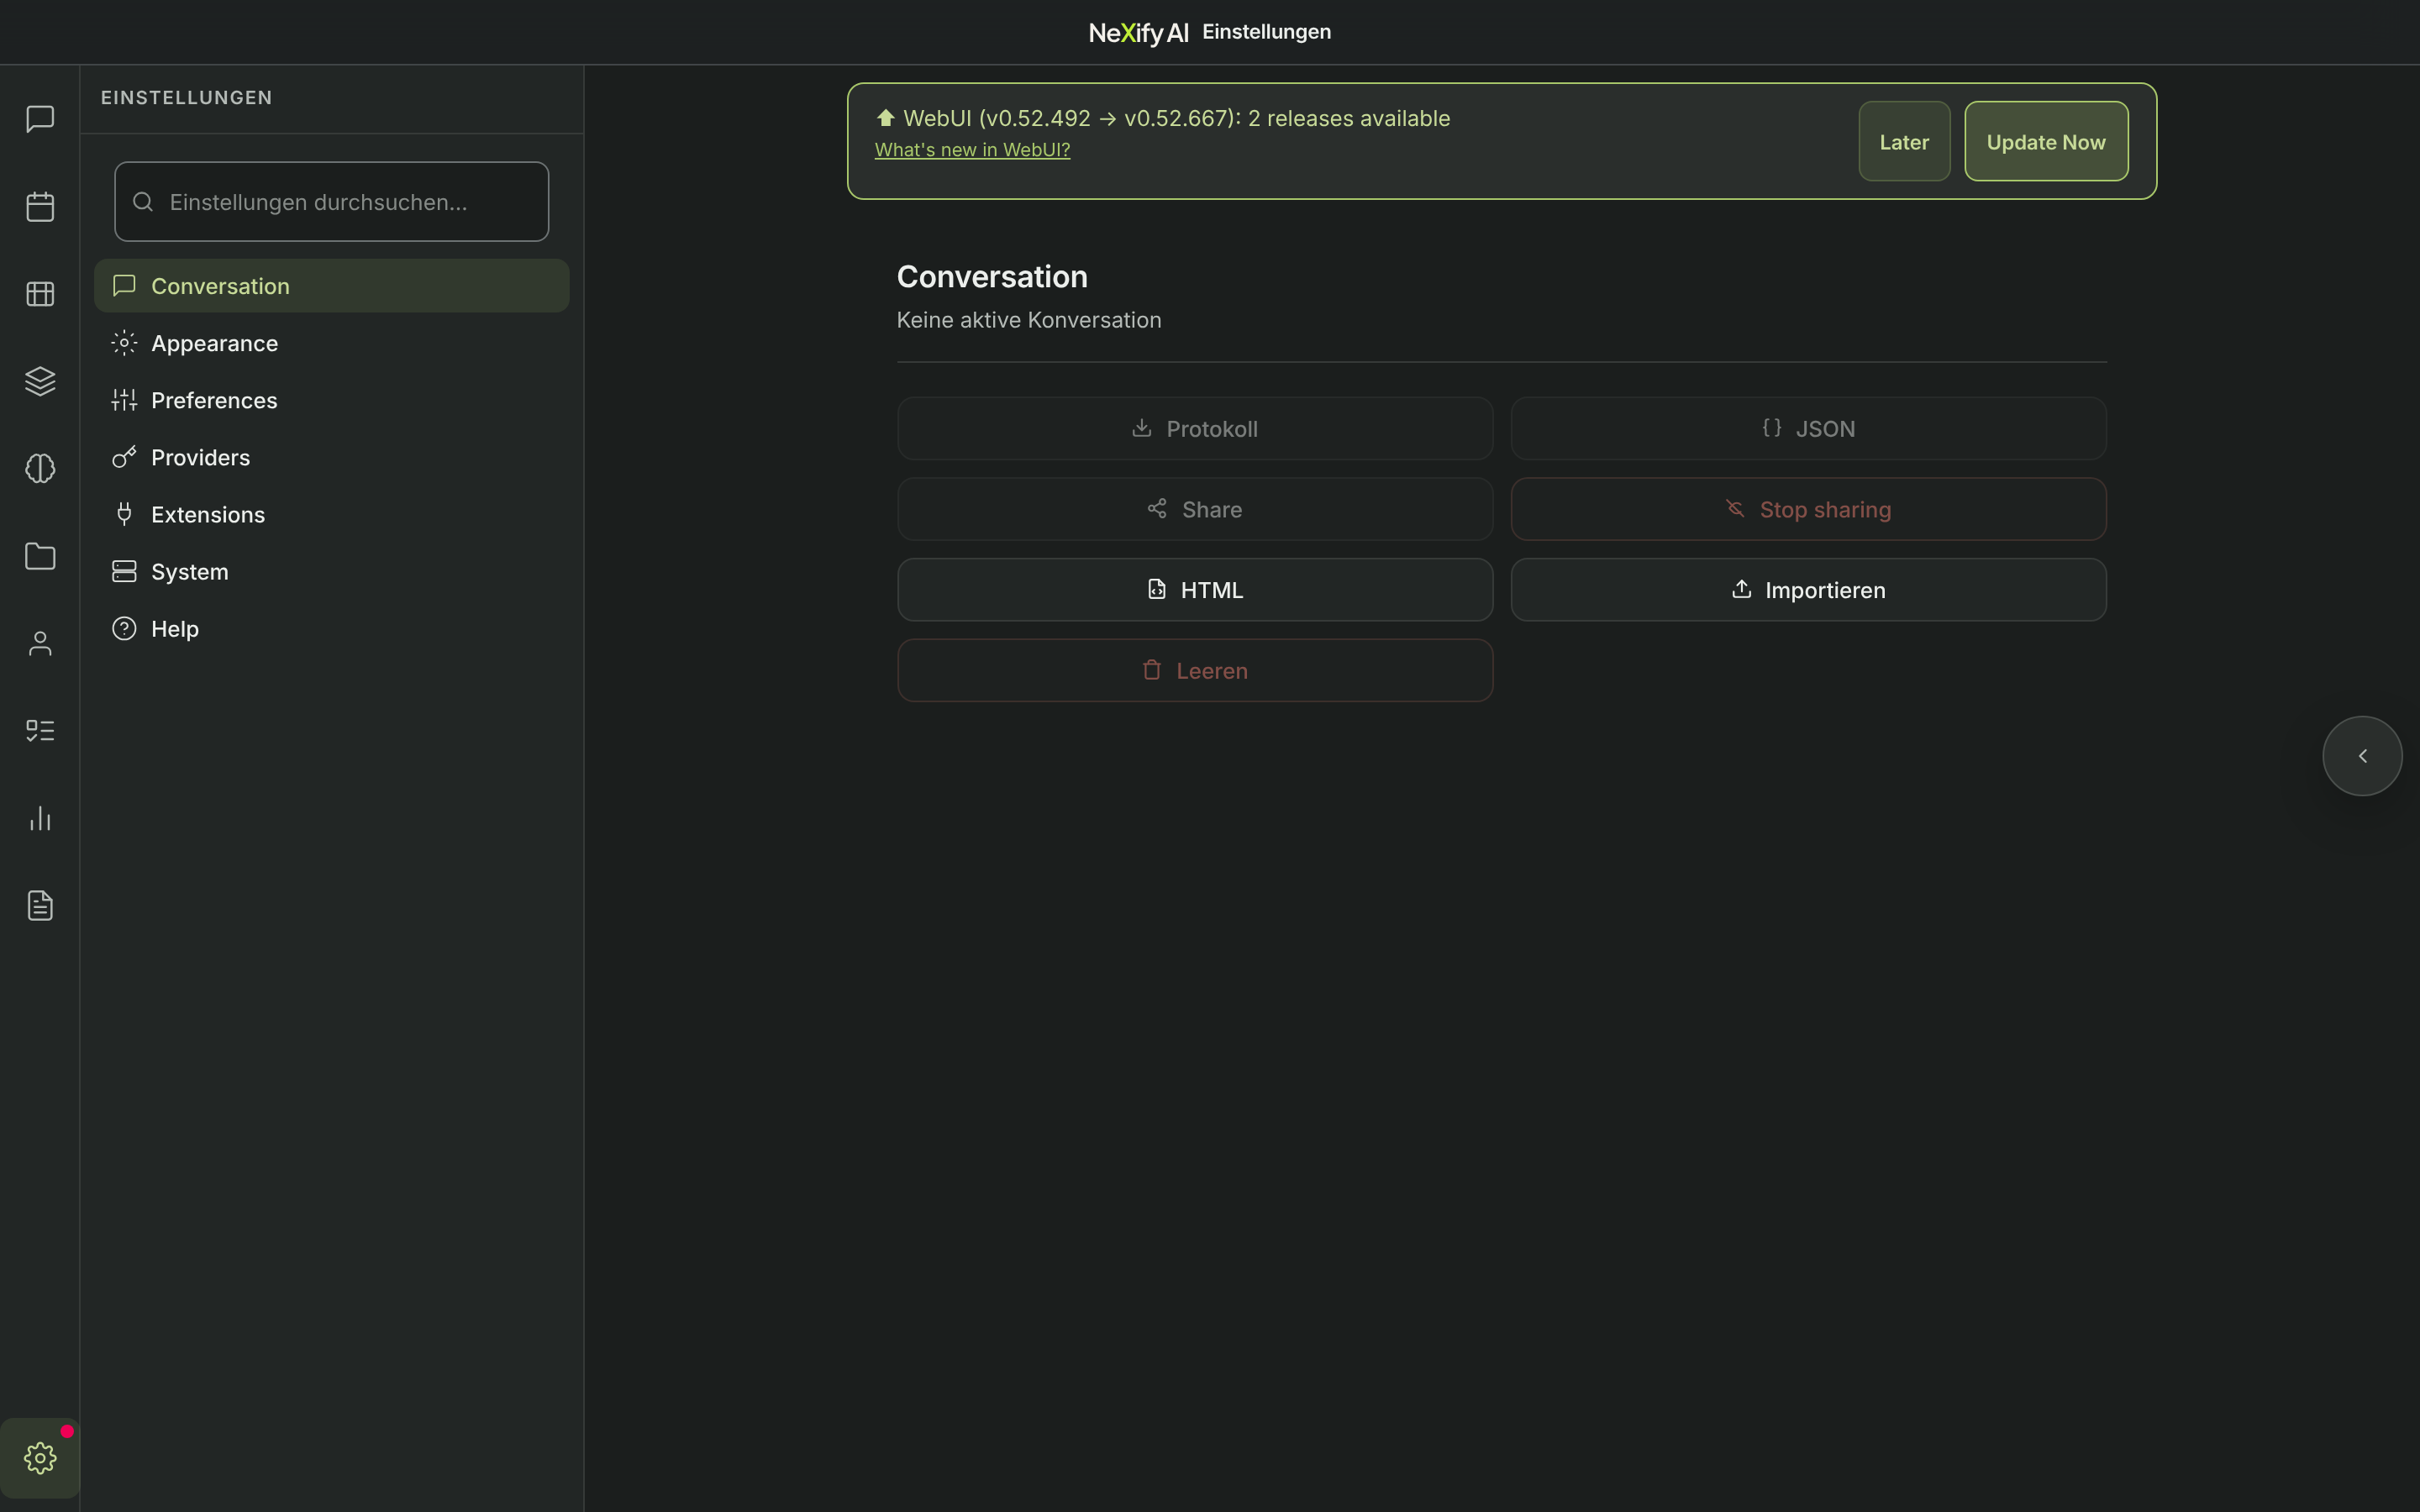 NeXify AI Einstellungen
EINSTELLUNGEN
Einstellungen durchsuchen...
Conversation
Appearance
Preferences
Providers
Extensions
System
Help
WebUI (v0.52.492 → v0.52.667): 2 releases available
What's new in WebUI?
Later
Update Now
Conversation
Keine aktive Konversation
Protokoll
{} JSON
Share
Stop sharing
HTML
Importieren
Leeren